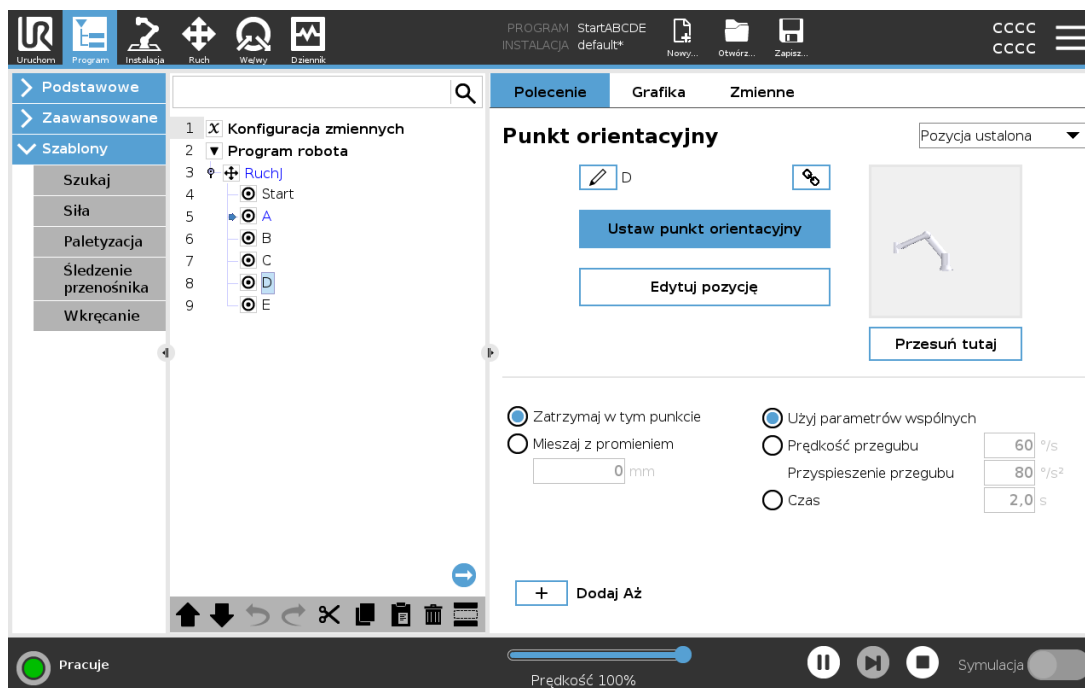 PROGRAM StartABCDE
INSTALACJA default*
CCCC
CCCC
UR
Uruchom Program Instalacja Ruch We/wy Dziennik Nowy... Otwórz... Zapisz...
Podstawowe
Zaawansowane
Szablony
Szukaj
Siła
Paletyzacja
Śledzenie
przenośnika
Wkręcanie
1 X Konfiguracja zmiennych
2 Program robota
3 RuchJ
4 Start
5 A
6 B
7 C
8 D
9 E
Polecenie Grafika Zmienne
Punkt orientacyjny
Pozycja ustalona
D
Ustaw punkt orientacyjny
Edytuj pozycję
Przesuń tutaj
Zatrzymaj w tym punkcie
Mieszaj z promieniem
0 mm
Użyj parametrów wspólnych
Prędkość przegubu 60 °/s
Przyspieszenie przegubu 80 °/s²
Czas 2,0 s
+ Dodaj Aż
Pracuje
Prędkość 100%
Symulacja